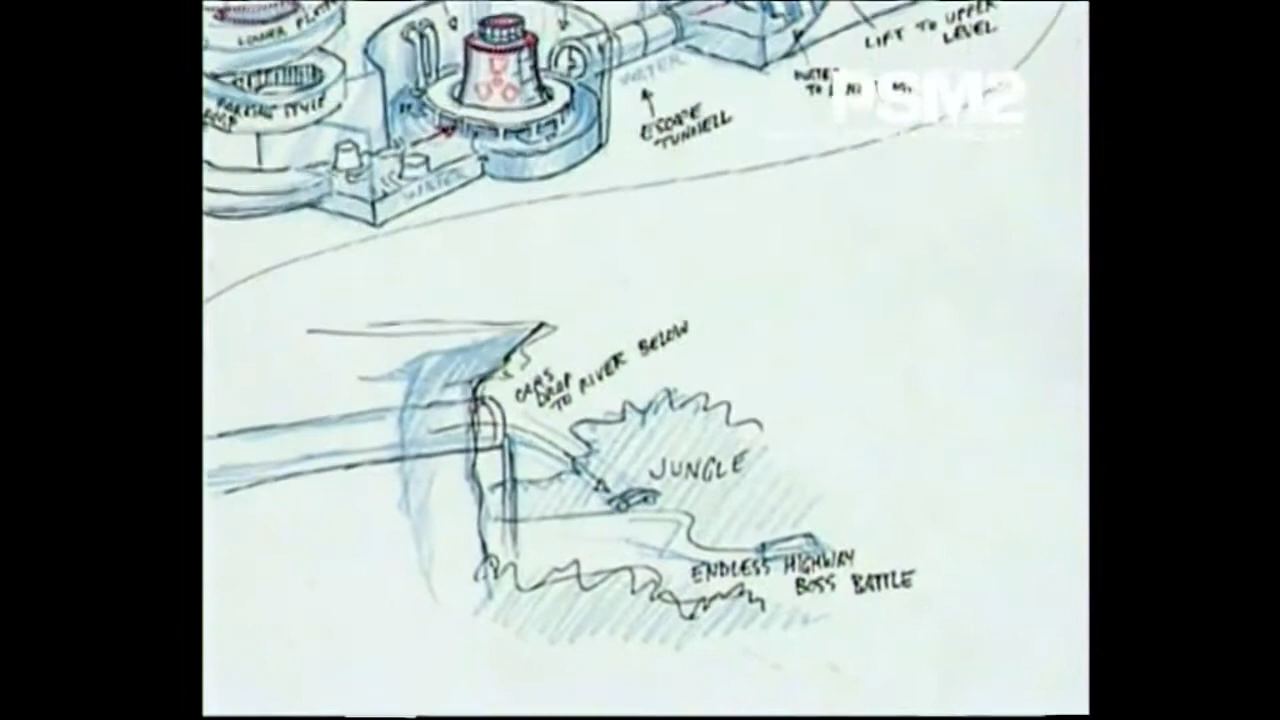 LOWER PLAT
PARKING STYLE
WATER
ESCAPE
TUNNELL
WATER
LIFT TO UPPER
LEVEL
TO
PSM2
CARS
DROP
TO RIVER BELOW
JUNGLE
ENDLESS HIGHWAY
BOSS BATTLE